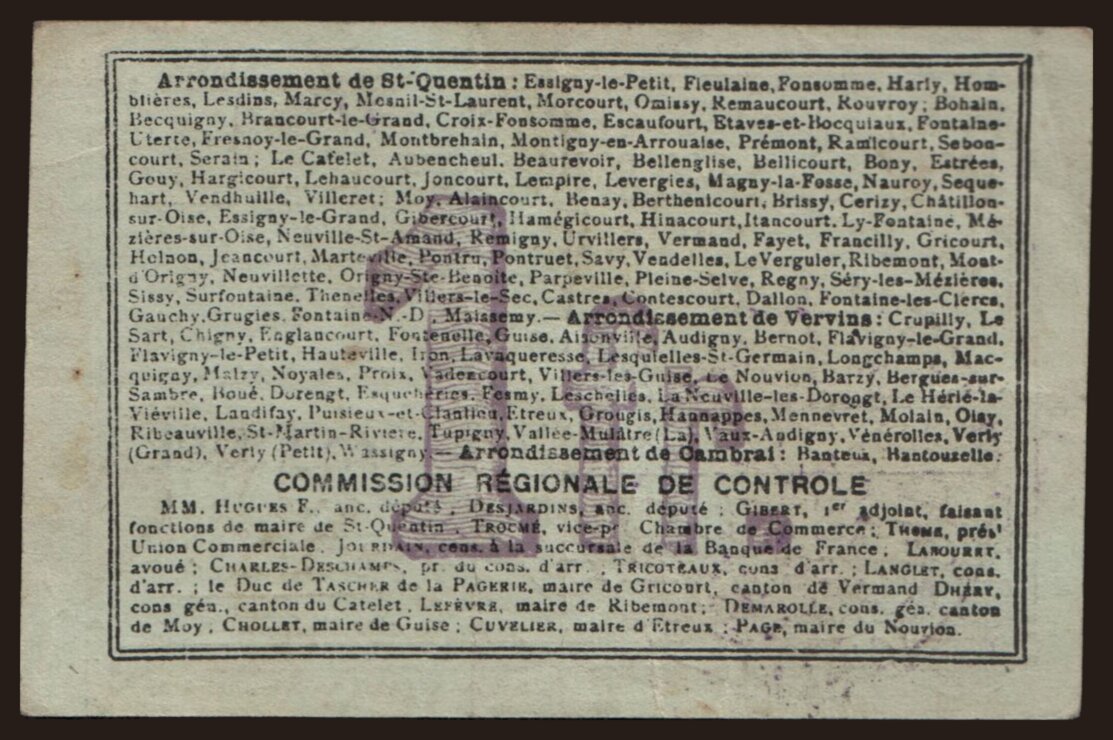 Arrondissement de St-Quentin : Essigny-le-Petit, Fieulaine, Fonsomme, Harly, Hom-
blières, Lesdins, Marcy, Mesnil-St-Laurent, Morcourt, Omissy, Remaucourt, Rouvroy ; Bohain,
Becquigny, Brancourt-le-Grand, Croix-Fonsomme, Escaufourt, Etaves-et-Bocquiaux, Fontaine-
Uterte, Fresnoy-le-Grand, Montbrehain, Montigny-en-Arrouaise, Prémont, Ramicourt, Sebon-
court, Serain ; Le Catelet, Aubencheul, Beaurevoir, Bellenglise, Bellicourt, Bony, Estrées,
Gouy, Hargicourt, Lehaucourt, Joncourt, Lempire, Levergies, Magny-la-Fosse, Nauroy, Seque-
hart, Vendhuille, Villeret ; Moy, Alaincourt, Benay, Berthenicourt, Brissy, Cerizy, Châtillon-
sur-Oise, Essigny-le-Grand, Gibercourt, Hamégicourt, Hinacourt, Itancourt, Ly-Fontaine, Mé-
zières-sur-Oise, Neuville-St-Amand, Remigny, Urvillers, Vermand, Fayet, Francilly, Gricourt,
Holnon, Jeancourt, Marteville, Pontru, Pontruet, Savy, Vendelles, Le Verguier, Ribemont, Mont-
d'Origny, Neuvillette, Origny-Ste-Benoite, Parpeville, Pleine-Selve, Regny, Séry-les-Mézières,
Sissy, Surfontaine, Thenelles, Villers-le-Sec, Castres, Contescourt, Dallon, Fontaine-les-Clercs,
Gauchy, Grugies, Fontaine-N.-D., Maissemy. — Arrondissement de Vervins : Crupilly, Le
Sart, Chigny, Englancourt, Fontenelle, Guise, Aisonville, Audigny, Bernot, Flavigny-le-Grand,
Flavigny-le-Petit, Hauteville, Iron, Lavaqueresse, Lesquielles-St-Germain, Longchamps, Mac-
quigny, Malzy, Noyales, Proix, Vadencourt, Villers-les-Guise, Le Nouvion, Barzy, Bergues-sur-
Sambre, Boué, Dorengt, Esquehéries, Fesmy, Leschelles, La Neuville-les-Dorengt, Le Hérié-la-
Viéville, Landifay, Puisieux-et-Clanlieu, Etreux, Grougis, Hannappes, Mennevret, Molain, Oisy,
Ribeauville, St-Martin-Riviere, Tupigny, Vallée-Mulâtre (La), Vaux-Andigny, Vénérolles, Verly
(Grand), Verly (Petit), Wassigny. — Arrondissement de Cambrai : Banteux, Bantouzelle.
COMMISSION RÉGIONALE DE CONTROLE
MM. HUGUES F., anc. député ; DESJARDINS, anc. député ; GIBERT, 1er adjoint, faisant
fonctions de maire de St-Quentin ; TROCMÉ, vice-pr Chambre de Commerce ; prést
Union Commerciale ; JOURDAIN, cens. à la succursale de la Banque de France ; LABOURET,
avoué ; CHARLES-DESCHAMPS, pr. du cons. d'arr. ; TRICOTEAUX, cons d'arr. ; LANGLET, cons.
d'arr. ; le Duc de TASCHER de la PAGERIE, maire de Gricourt, canton de Vermand
cons gén., canton du Catelet ; LEFÈVRE, maire de Ribemont ; DEMAROLLE, cons. gén. canton
de Moy ; CHOLLET, maire de Guise ; CUVELIER, maire d'Etreux ; PAGE, maire du Nouvion.